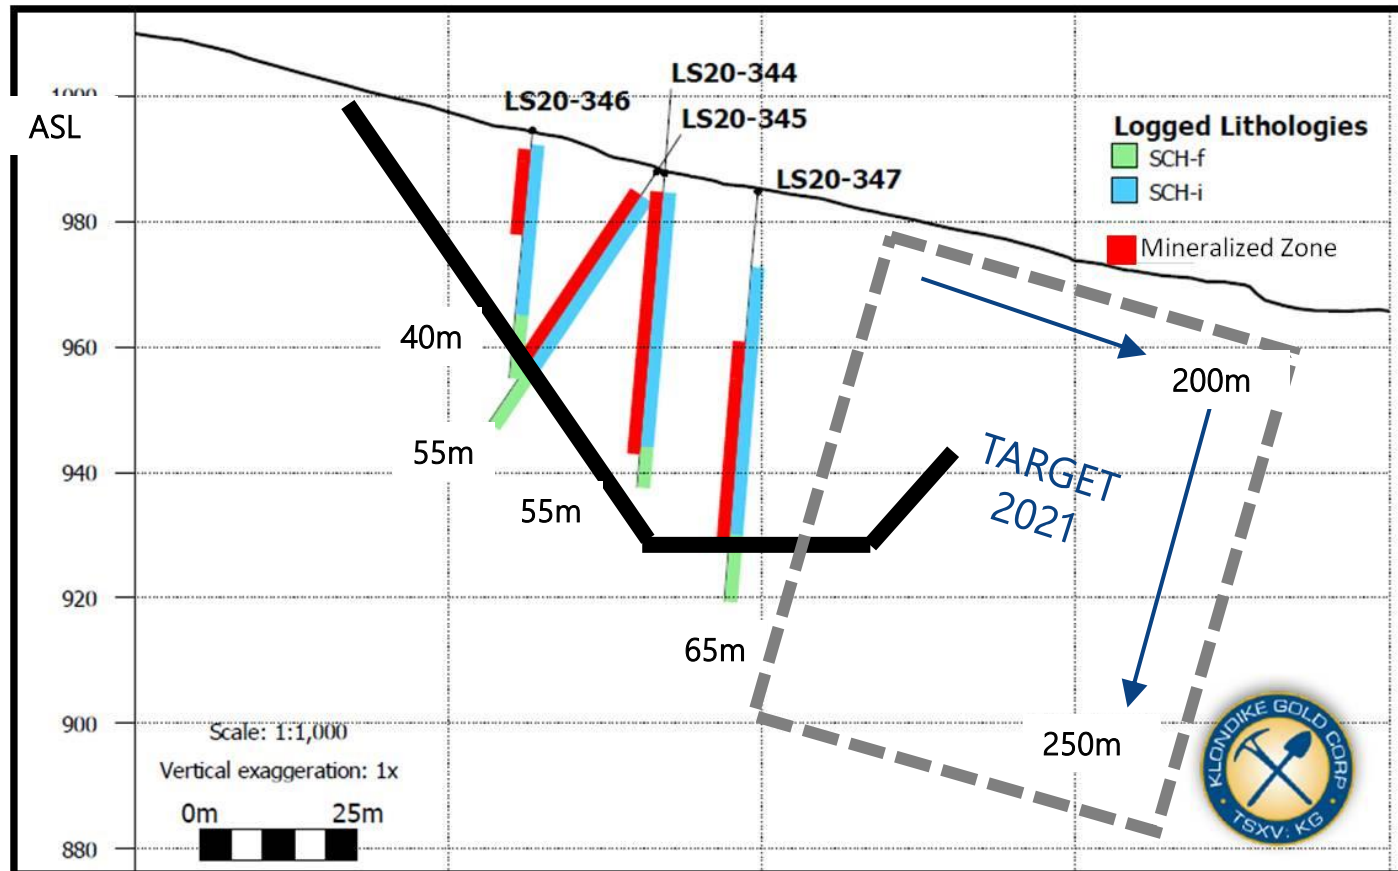 LS20-344
LS20-346
LS20-345
1000
ASL
LS20-347
Logged Lithologies
SCH-f
SCH-i
Mineralized Zone
980
960
940
920
900
880
40m
55m
55m
65m
200m
TARGET
2021
250m
Scale: 1:1,000
Vertical exaggeration: 1x
0m 25m
KLONDIKE GOLD CORP
TSXV: KG